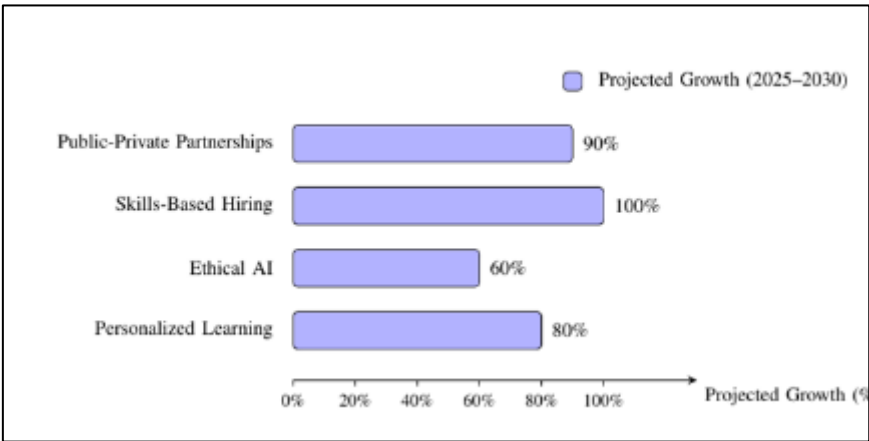 Projected Growth (2025–2030)
Public-Private Partnerships 90%
Skills-Based Hiring 100%
Ethical AI 60%
Personalized Learning 80%
0% 20% 40% 60% 80% 100%
Projected Growth (%